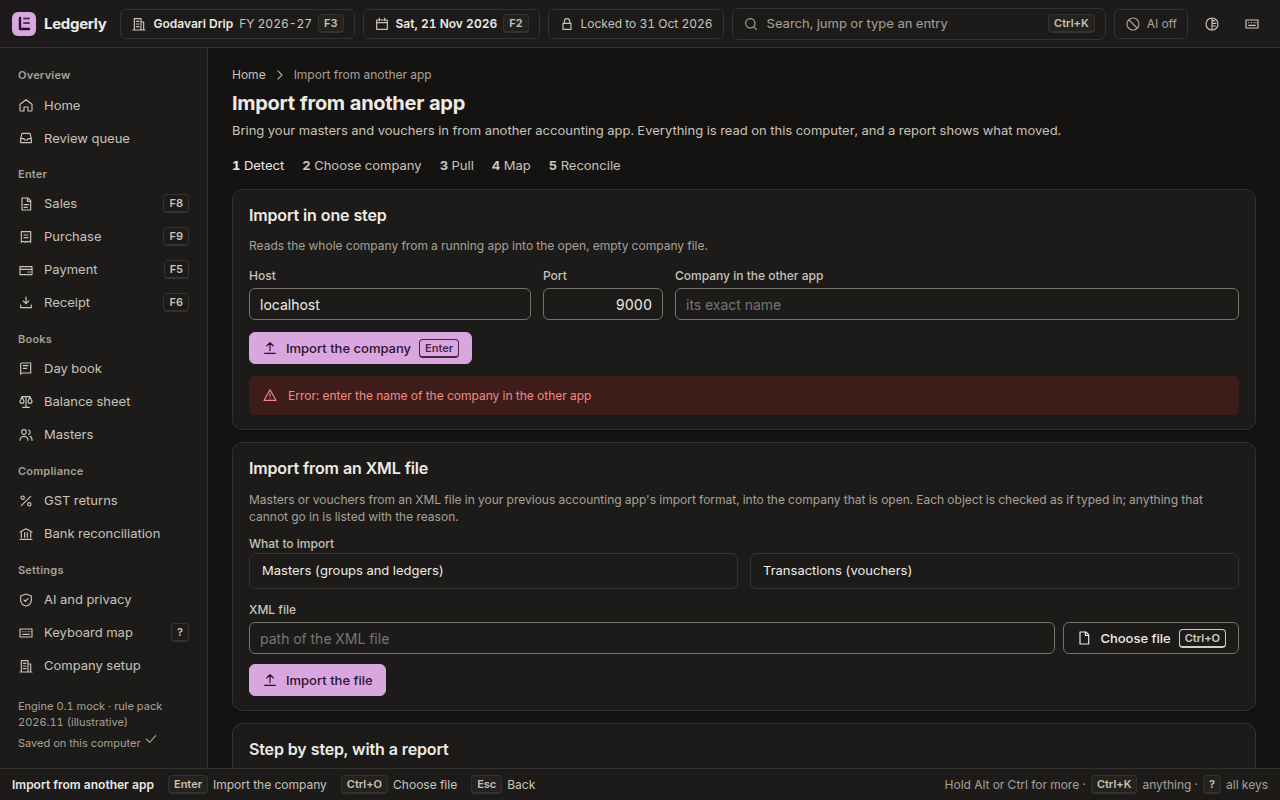 Ledgerly
Godavari Drip FY 2026-27 F3
Sat, 21 Nov 2026 F2
Locked to 31 Oct 2026
Search, jump or type an entry Ctrl+K
AI off
Overview
Home
Review queue
Enter
Sales F8
Purchase F9
Payment F5
Receipt F6
Books
Day book
Balance sheet
Masters
Compliance
GST returns
Bank reconciliation
Settings
AI and privacy
Keyboard map ?
Company setup
Engine 0.1 mock · rule pack
2026.11 (illustrative)
Saved on this computer
Home > Import from another app
Import from another app
Bring your masters and vouchers in from another accounting app. Everything is read on this computer, and a report shows what moved.
1 Detect 2 Choose company 3 Pull 4 Map 5 Reconcile
Import in one step
Reads the whole company from a running app into the open, empty company file.
Host Port Company in the other app
localhost 9000 its exact name
Import the company Enter
Error: enter the name of the company in the other app
Import from an XML file
Masters or vouchers from an XML file in your previous accounting app's import format, into the company that is open. Each object is checked as if typed in; anything that
cannot go in is listed with the reason.
What to import
Masters (groups and ledgers) Transactions (vouchers)
XML file
path of the XML file Choose file Ctrl+O
Import the file
Step by step, with a report
Import from another app Enter Import the company Ctrl+O Choose file Esc Back
Hold Alt or Ctrl for more · Ctrl+K anything · ? all keys